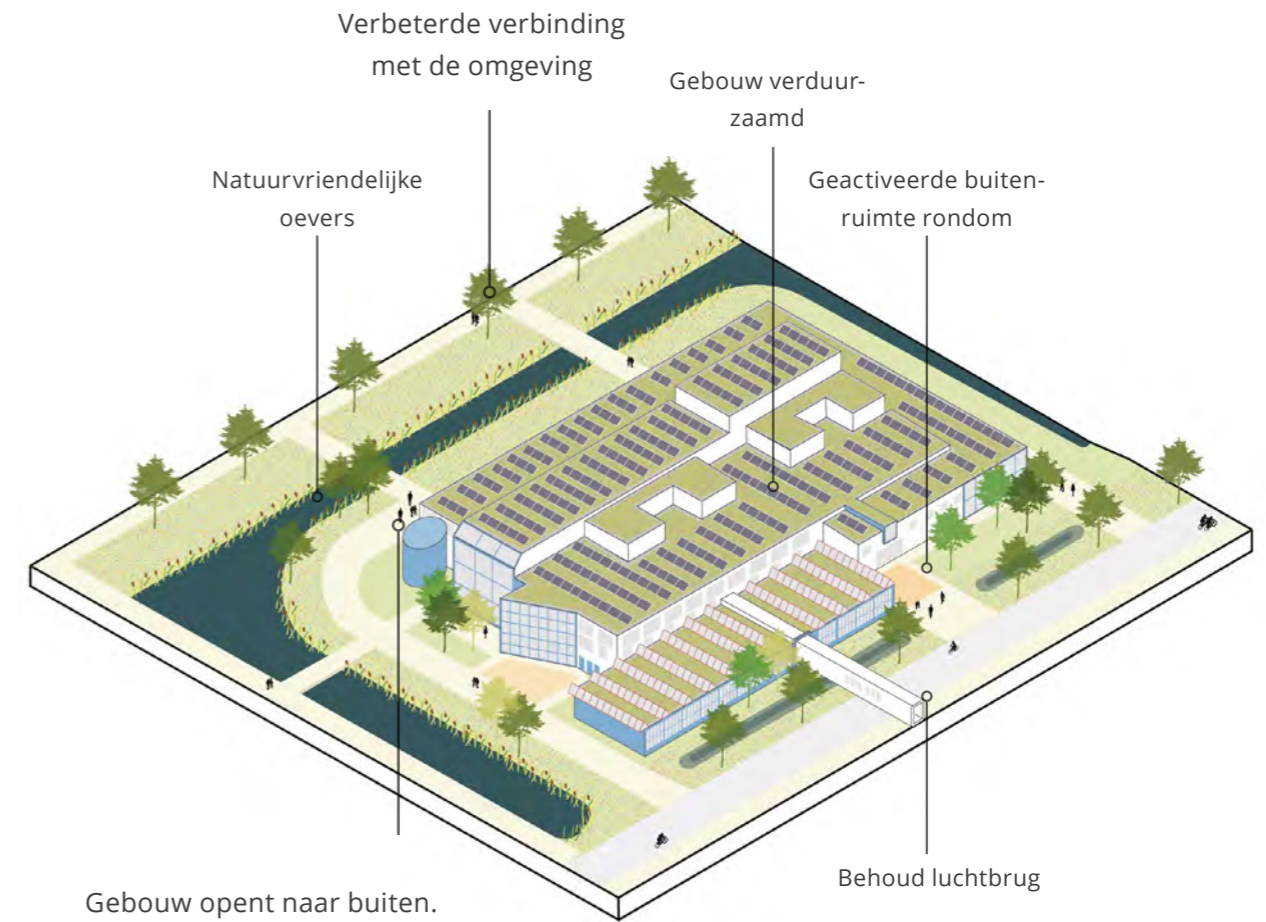 Verbeterde verbinding
met de omgeving
Gebouw verduur-
zaamd
Natuurvriendelijke
oevers
Geactiveerde buiten-
ruimte rondom
Behoud luchtbrug
Gebouw opent naar buiten.